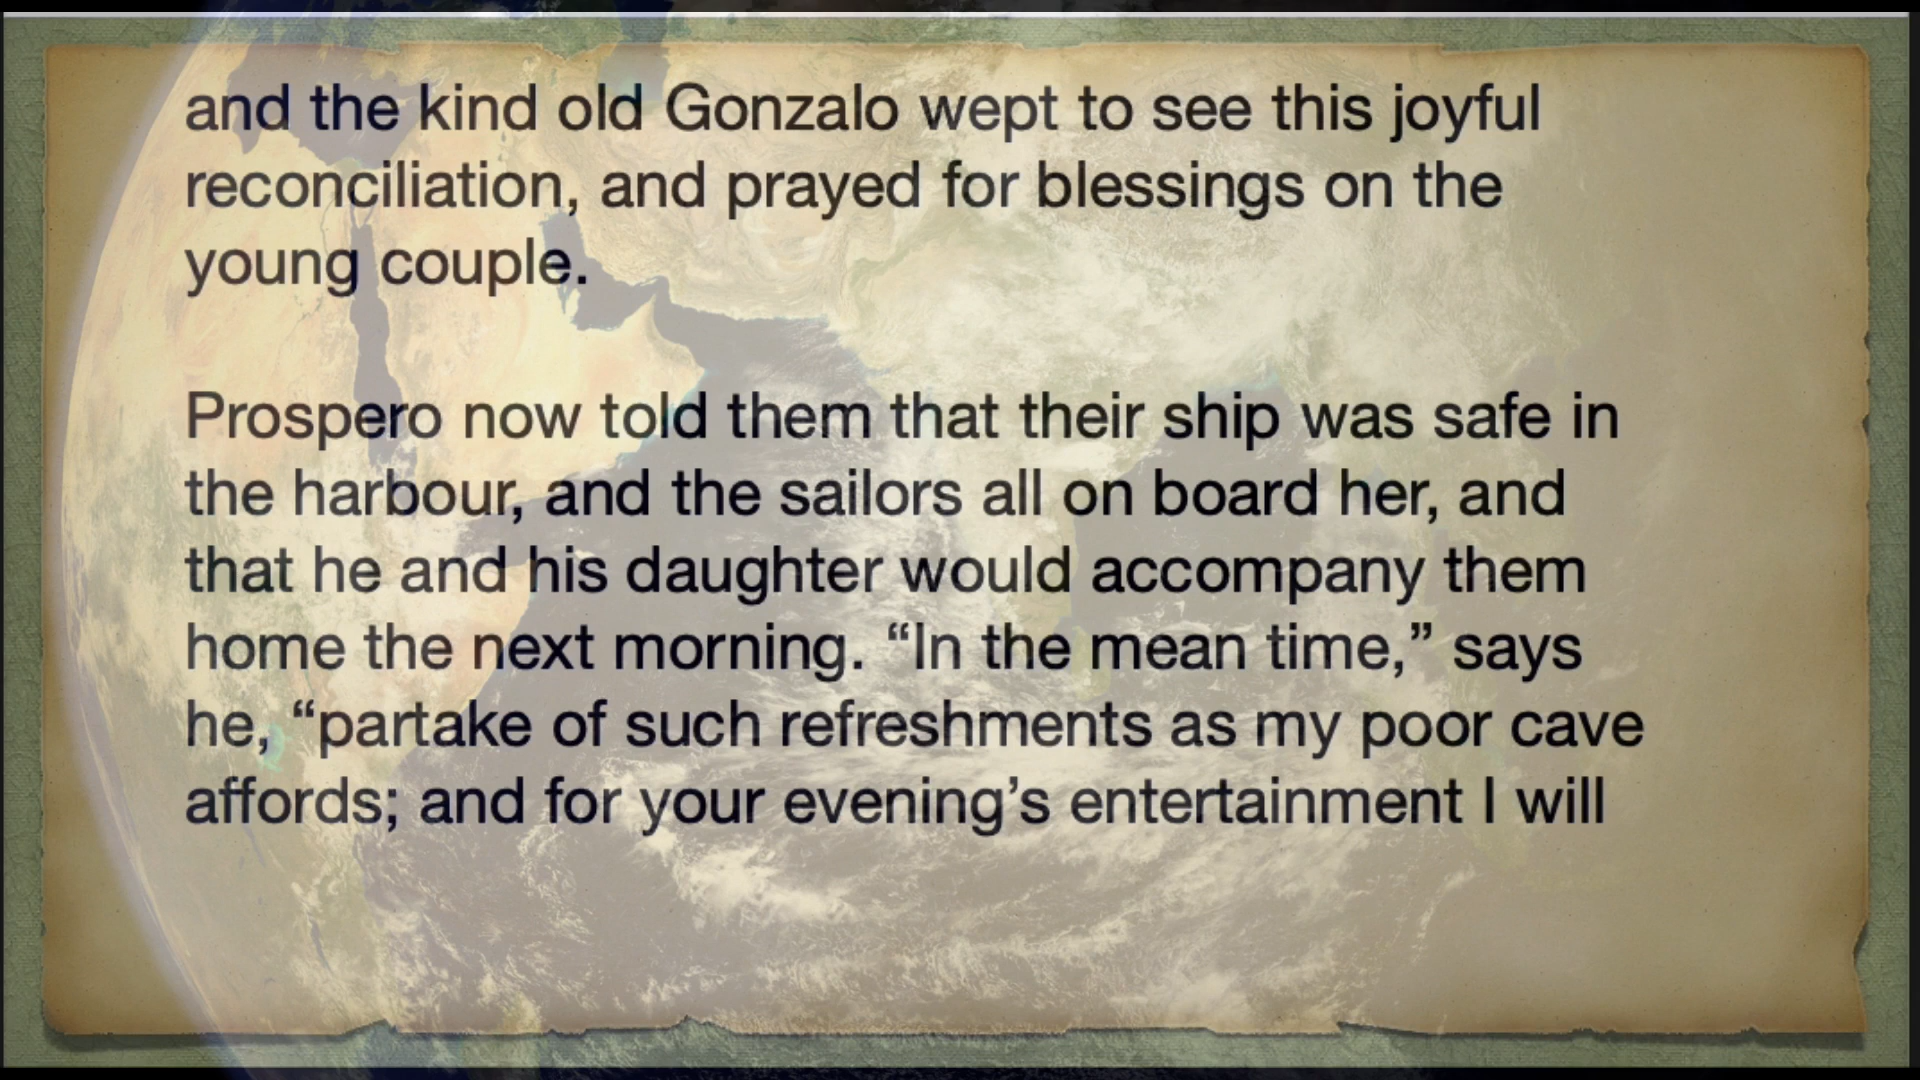 and the kind old Gonzalo wept to see this joyful
reconciliation, and prayed for blessings on the
young couple.
Prospero now told them that their ship was safe in
the harbour, and the sailors all on board her, and
that he and his daughter would accompany them
home the next morning. “In the mean time,” says
he, “partake of such refreshments as my poor cave
affords; and for your evening’s entertainment I will